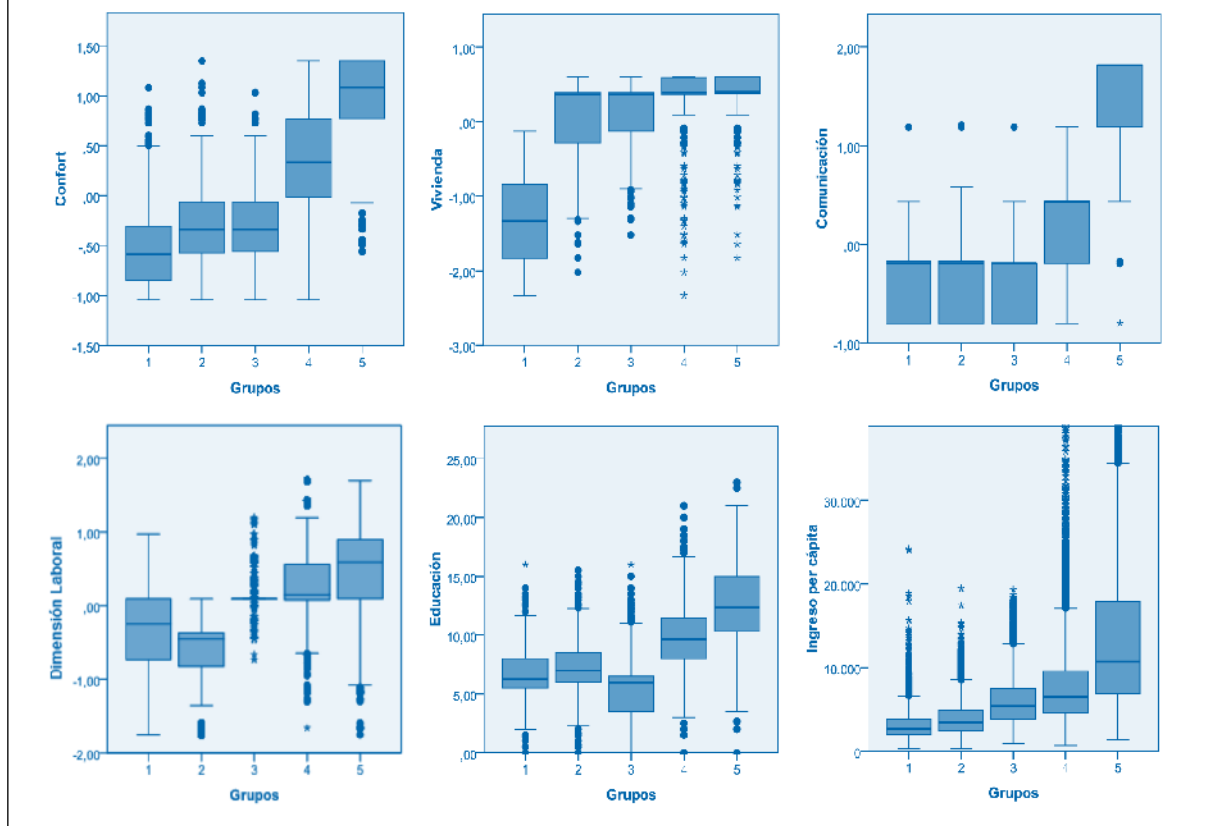 Confort
1,50
1,00
,50
,00
-,50
-1,00
-1,50
1 2 3 4 5
Grupos
Vivienda
1,00
,00
-1,00
-2,00
-3,00
1 2 3 4 5
Grupos
Comunicación
2,00
1,00
,00
-1,00
1 2 3 4 5
Grupos
Dimensión Laboral
2,00
1,00
,00
-1,00
-2,00
1 2 3 4 5
Grupos
Educación
25,00
20,00
15,00
10,00
5,00
,00
1 2 3 4 5
Grupos
Ingreso per cápita
30.000
20.000
10.000
0
1 2 3 4 5
Grupos